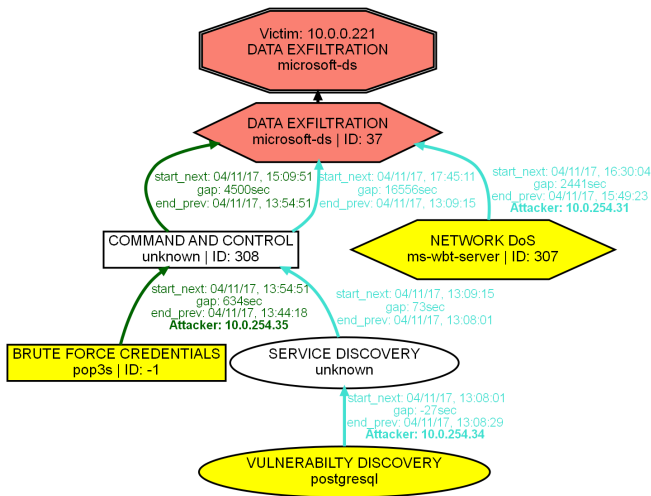 Victim: 10.0.0.221
DATA EXFILTRATION
microsoft-ds
DATA EXFILTRATION
microsoft-ds | ID: 37
start_next: 04/11/17, 15:09:51
gap: 4500sec
end_prev: 04/11/17, 13:54:51
start_next: 04/11/17, 17:45:11
gap: 16556sec
end_prev: 04/11/17, 13:09:15
start_next: 04/11/17, 16:30:04
gap: 2441sec
end_prev: 04/11/17, 15:49:23
Attacker: 10.0.254.31
COMMAND AND CONTROL
unknown | ID: 308
NETWORK DoS
ms-wbt-server | ID: 307
start_next: 04/11/17, 13:54:51
gap: 634sec
end_prev: 04/11/17, 13:44:18
Attacker: 10.0.254.35
start_next: 04/11/17, 13:09:15
gap: 73sec
end_prev: 04/11/17, 13:08:01
BRUTE FORCE CREDENTIALS
pop3s | ID: -1
SERVICE DISCOVERY
unknown
start_next: 04/11/17, 13:08:01
gap: -27sec
end_prev: 04/11/17, 13:08:29
Attacker: 10.0.254.34
VULNERABILTY DISCOVERY
postgresql